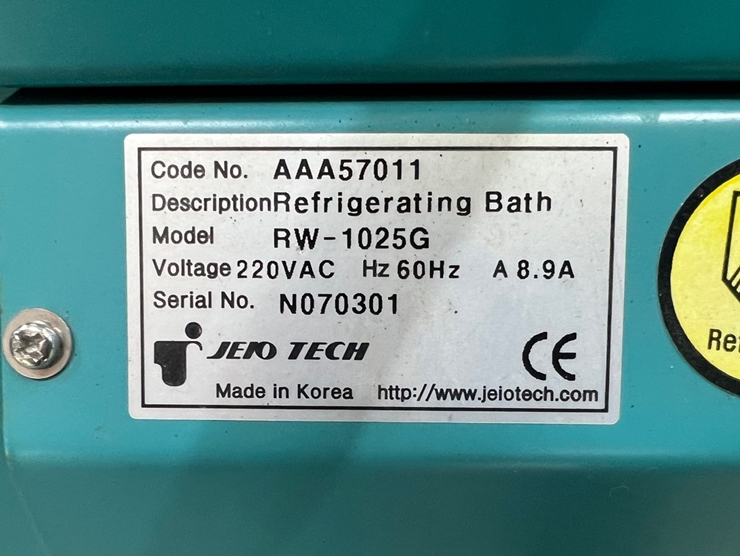 Code No. AAA57011
Description Refrigerating Bath
Model RW-1025G
Voltage 220VAC Hz 60Hz A 8.9A
Serial No. N070301
JEIO TECH
CE
Made in Korea http://www.jeiotech.com